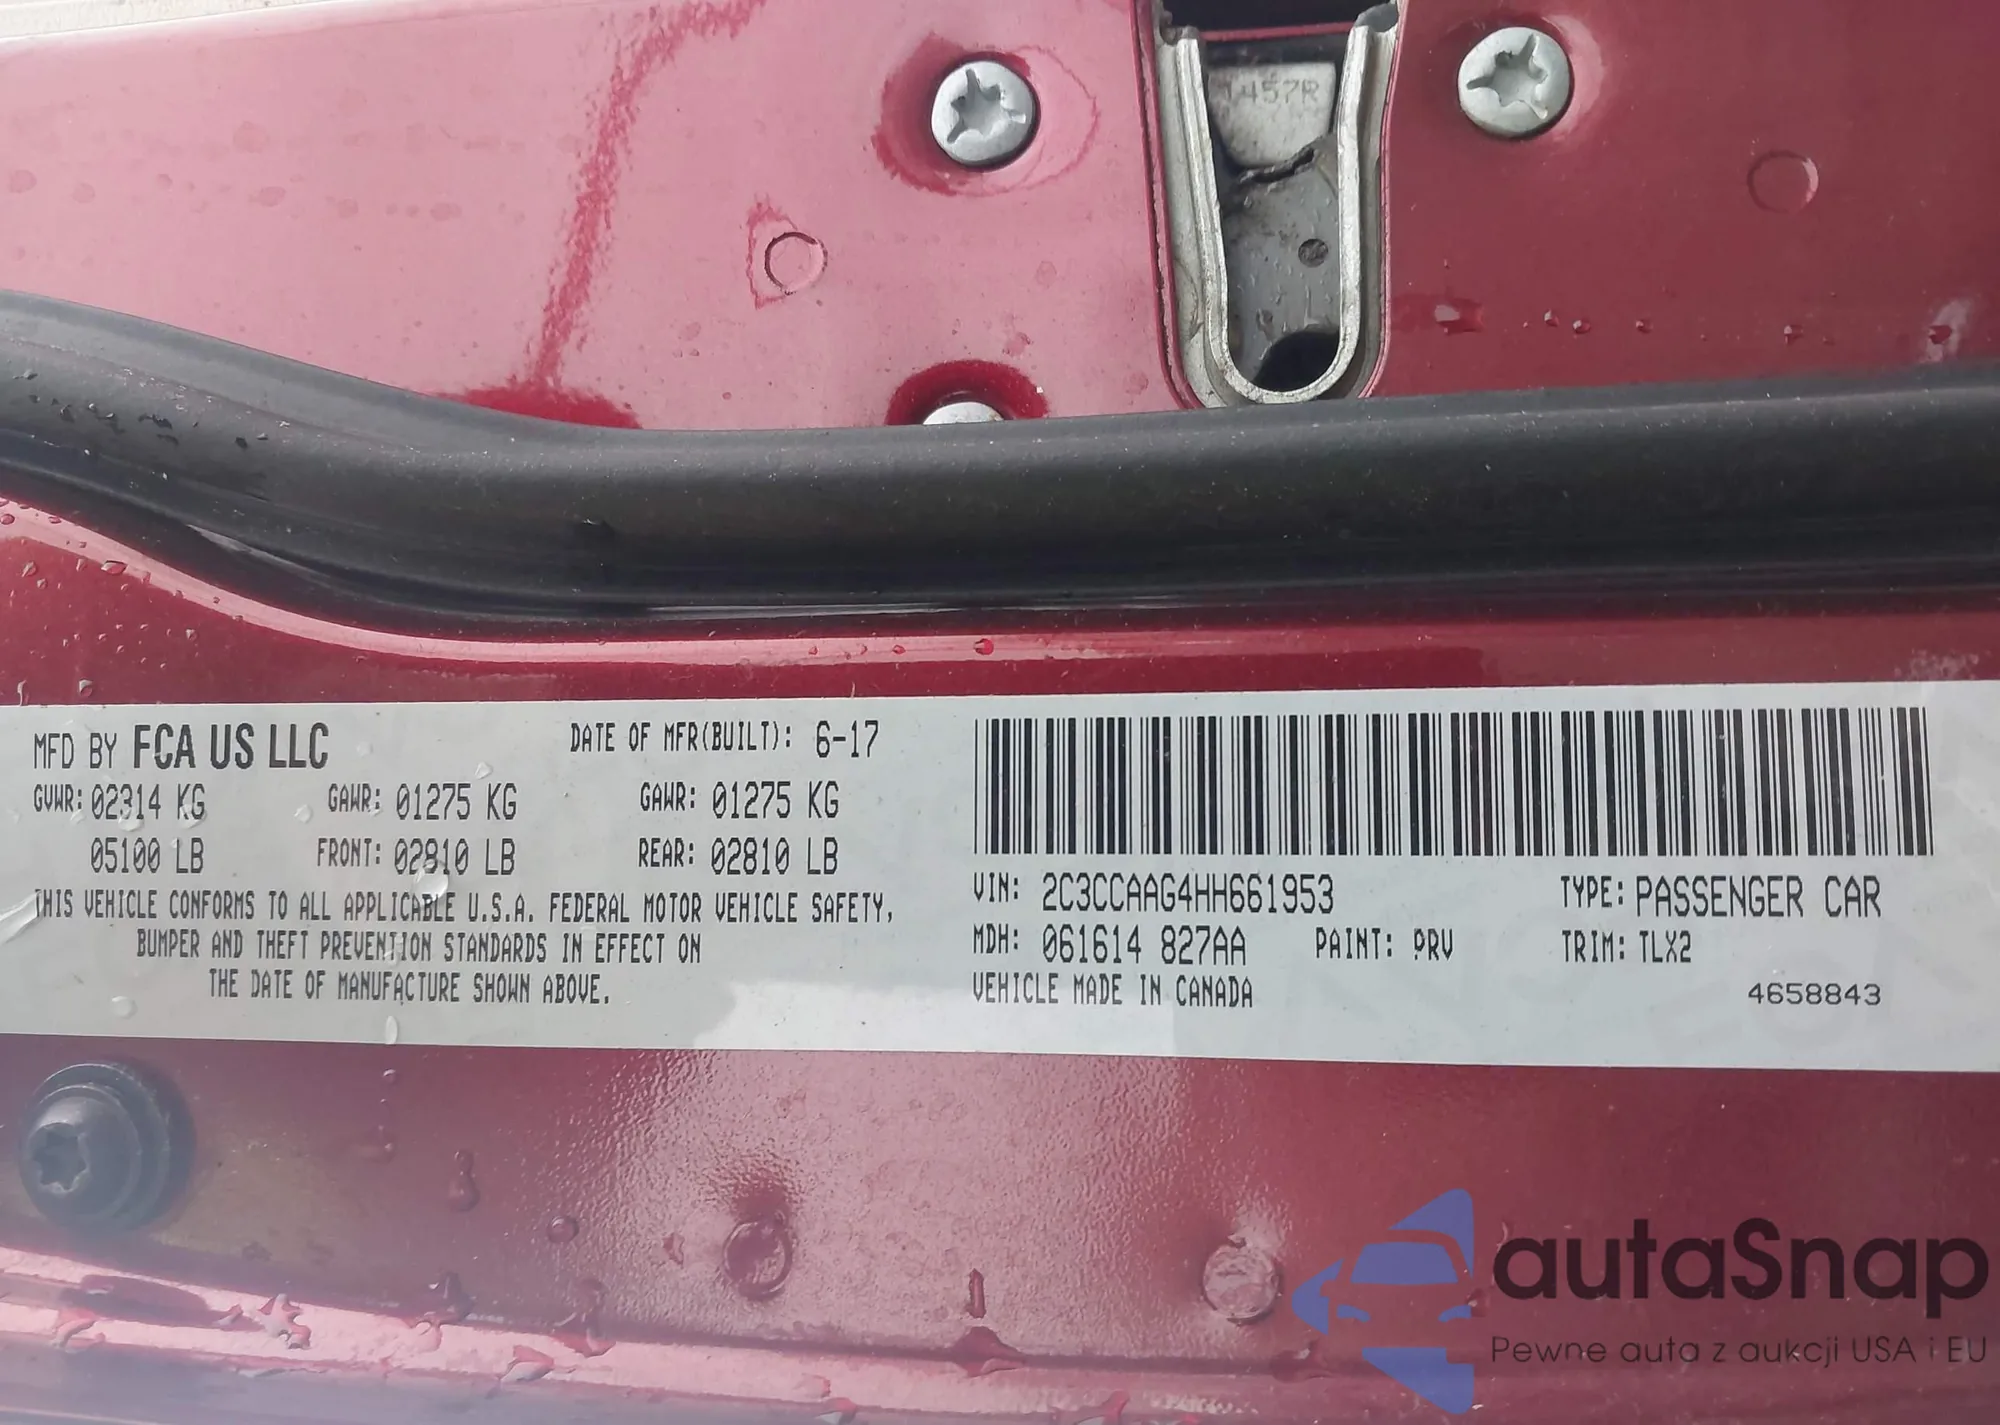 1457R
MFD BY FCA US LLC DATE OF MFR(BUILT): 6-17
GVWR: 02314 KG GAWR: 01275 KG GAWR: 01275 KG
05100 LB FRONT: 02810 LB REAR: 02810 LB
THIS VEHICLE CONFORMS TO ALL APPLICABLE U.S.A. FEDERAL MOTOR VEHICLE SAFETY,
BUMPER AND THEFT PREVENTION STANDARDS IN EFFECT ON
THE DATE OF MANUFACTURE SHOWN ABOVE.
VIN: 2C3CCAAG4HH661953 TYPE: PASSENGER CAR
MDH: 061614 827AA PAINT: PRV TRIM: TLX2
VEHICLE MADE IN CANADA 4658843
autaSnap
Pewne auta z aukcji USA i EU